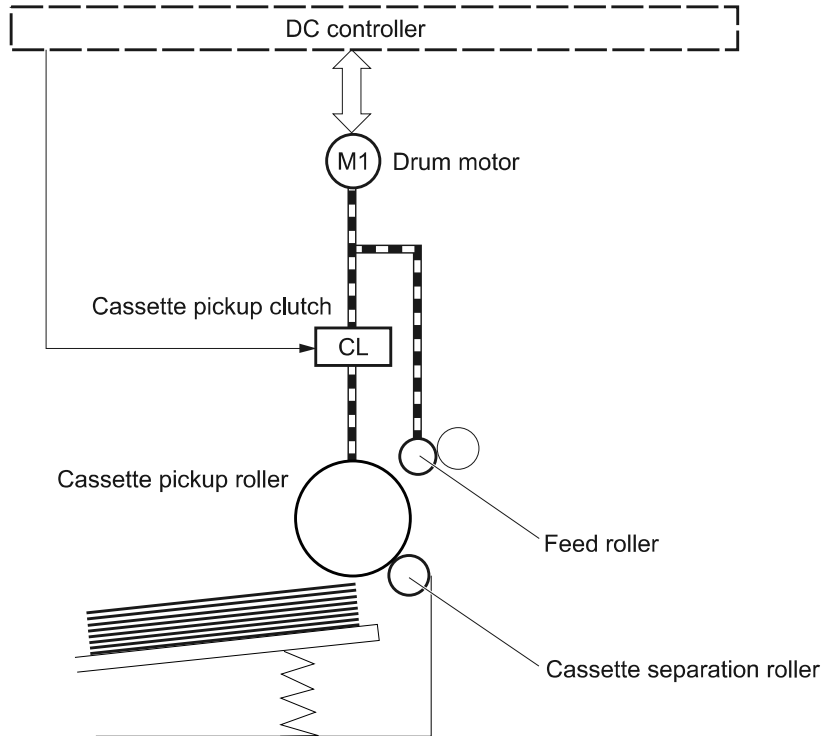 DC controller
M1
Drum motor
Cassette pickup clutch
CL
Cassette pickup roller
Feed roller
Cassette separation roller